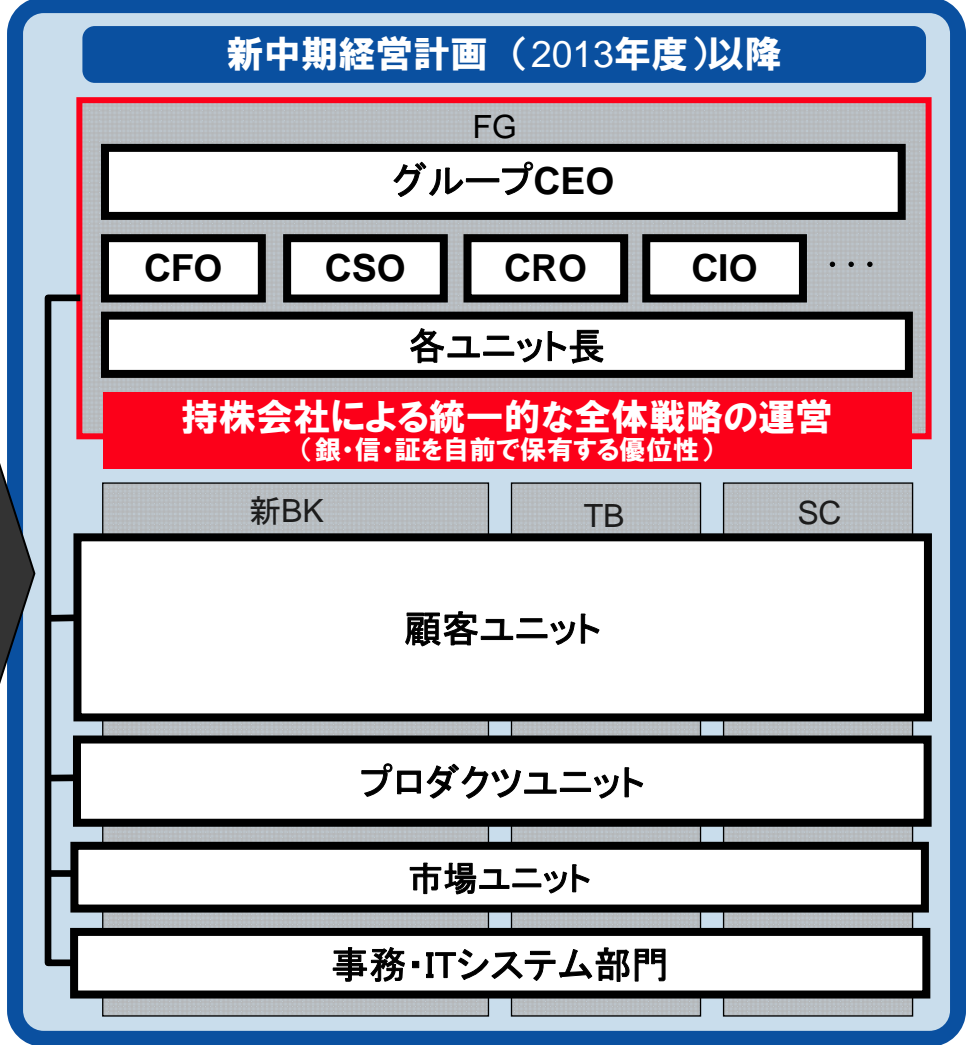 新中期経営計画 （2013年度）以降
FG
グループCEO
CFO CSO CRO CIO ・・・
各ユニット長
持株会社による統一的な全体戦略の運営
（銀・信・証を自前で保有する優位性）
新BK TB SC
顧客ユニット
プロダクツユニット
市場ユニット
事務・ITシステム部門